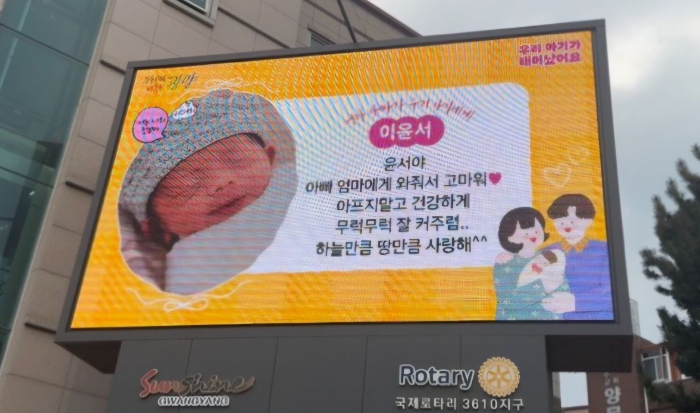 우리 아기가
태어났어요
이윤서
윤서야
아빠 엄마에게 와줘서 고마워♥
아프지말고 건강하게
무럭무럭 잘 커주렴..
하늘만큼 땅만큼 사랑해^^
Sunshine
GWANGYANG
Rotary
국제로타리 3610지구
양